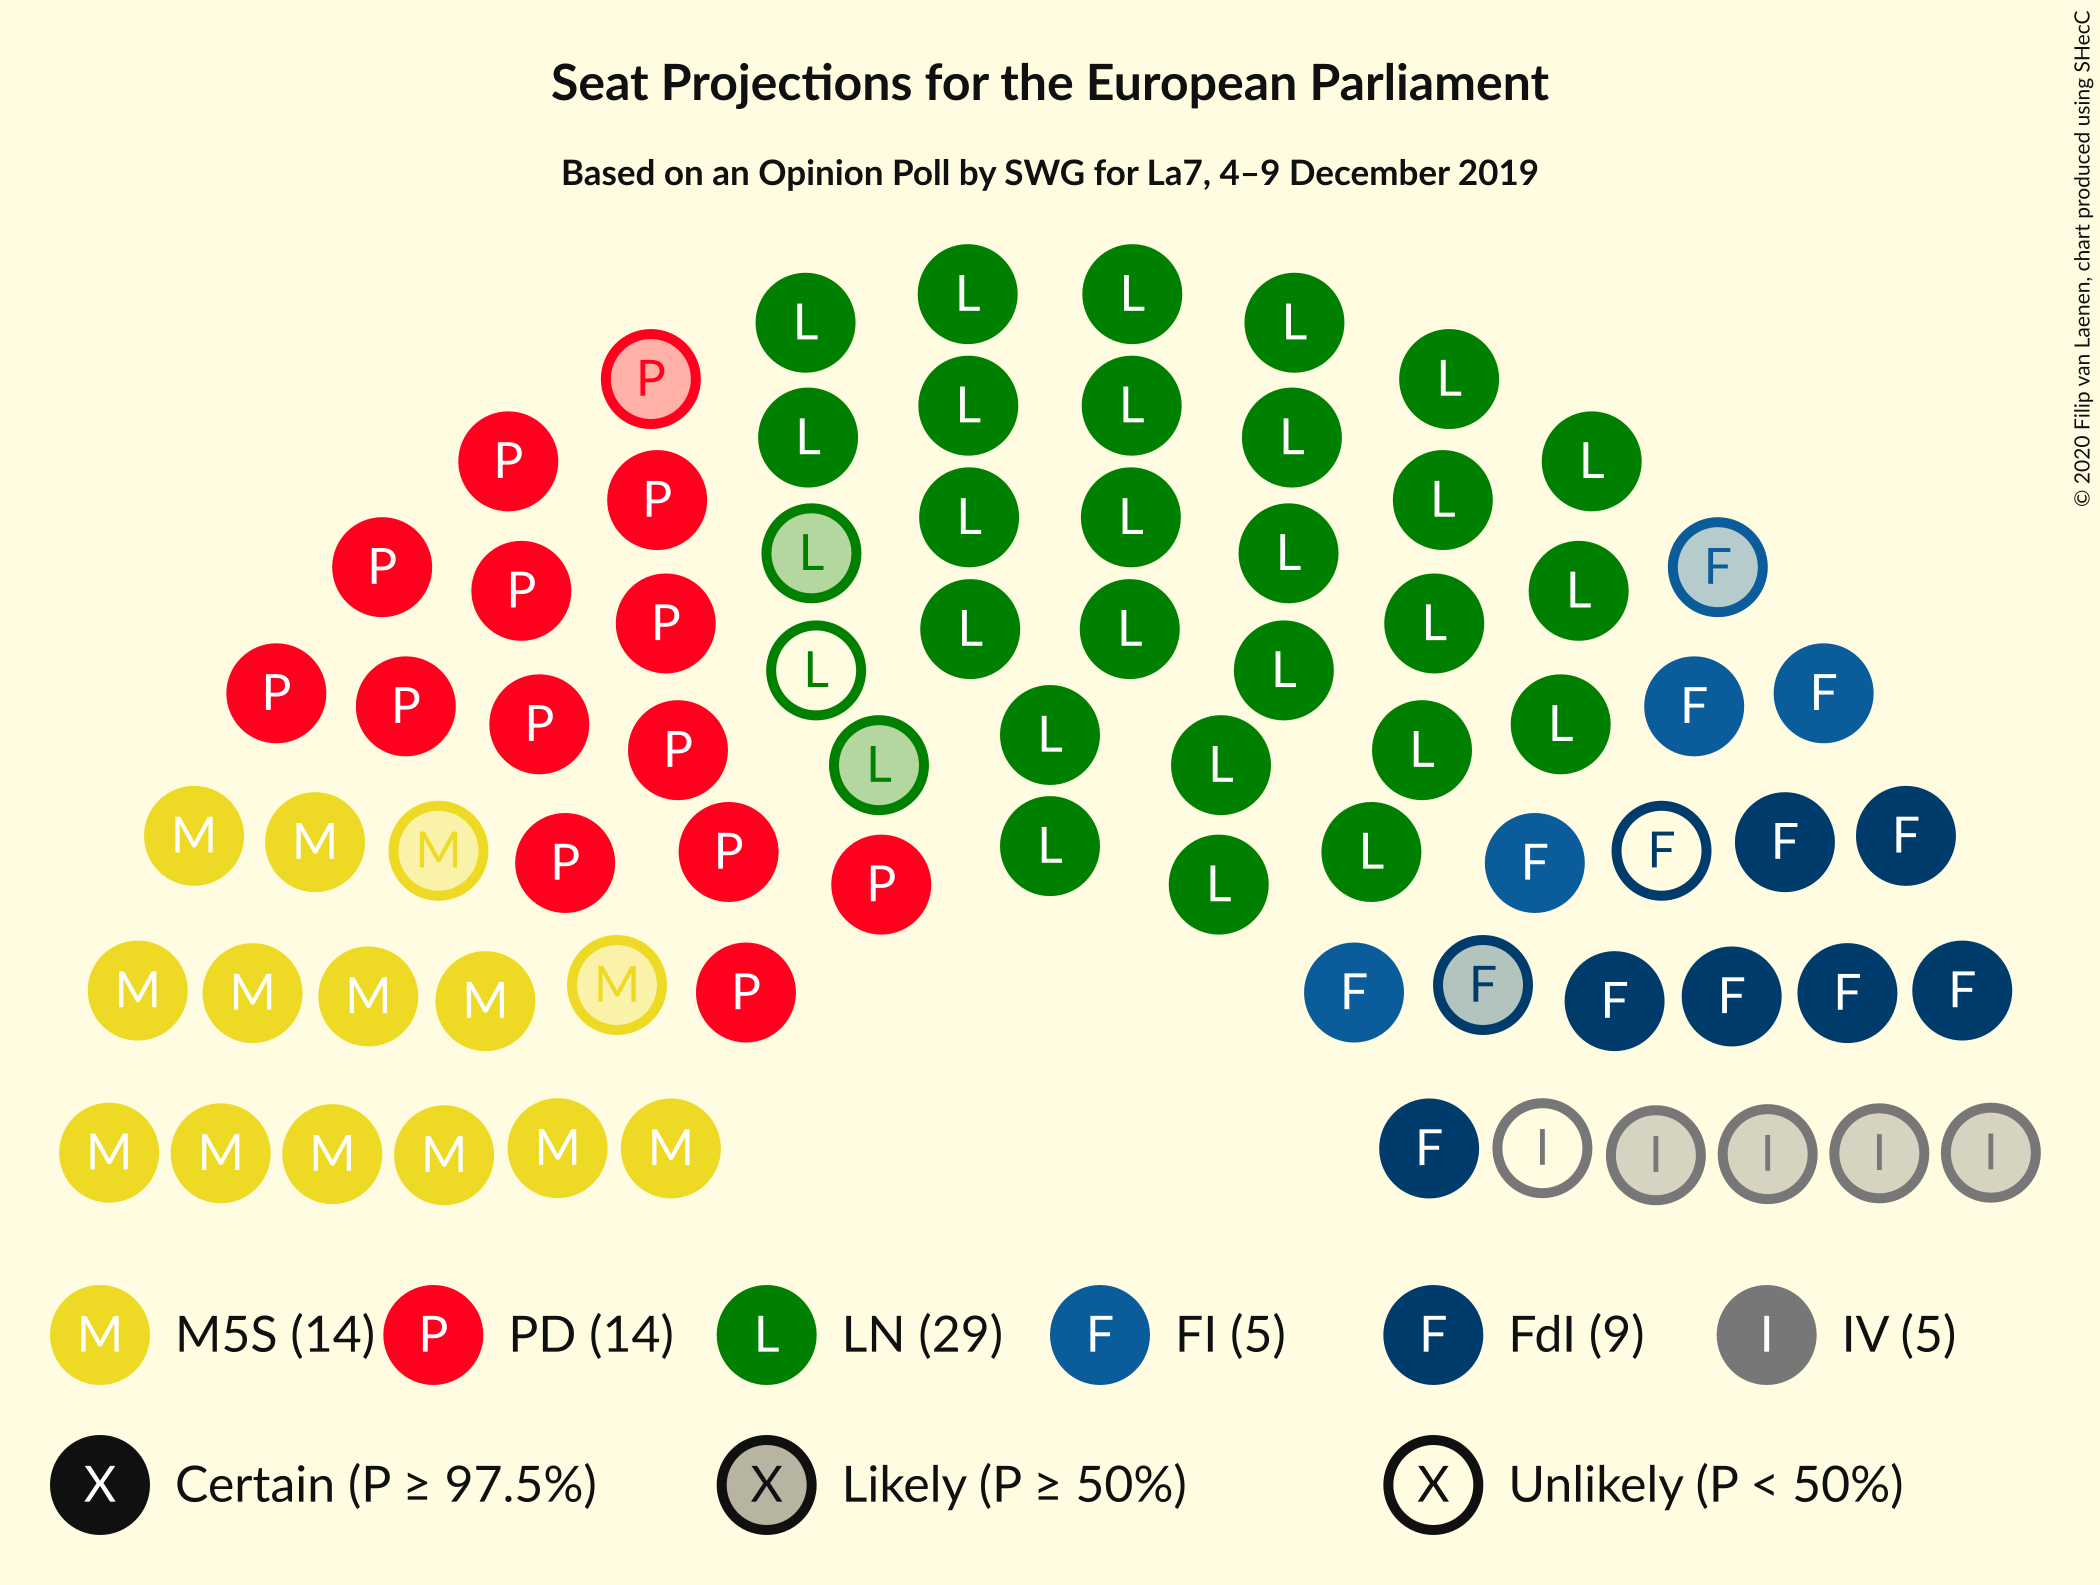 Seat Projections for the European Parliament
Based on an Opinion Poll by SWG for La7, 4–9 December 2019
© 2020 Filip van Laenen, chart produced using SHecC
L L L L
P L
L L
L L
P L
P P L
L L L L
P F
P L
P L
L L
P P L L F F
P P L L
L
L L
M M M P P L L F F F F
P L L
M M M M M P F F F F F F
M M M M M M F I I I I I
M M5S (14) P PD (14) L LN (29) F FI (5) F FdI (9) I IV (5)
X Certain (P ≥ 97.5%) X Likely (P ≥ 50%) X Unlikely (P < 50%)